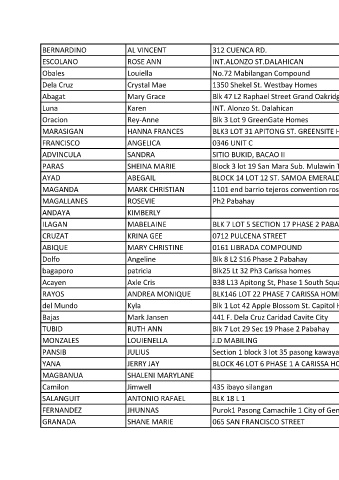 BERNARDINO AL VINCENT 312 CUENCA RD.
ESCOLANO ROSE ANN INT.ALONZO ST.DALAHICAN
Obales Louiella No.72 Mabilangan Compound
Dela Cruz Crystal Mae 1350 Shekel St. Westbay Homes
Abagat Mary Grace Blk 47 L2 Raphael Street Grand Oakridg
Luna Karen INT. Alonzo St. Dalahican
Oracion Rey-Anne Blk 3 Lot 9 GreenGate Homes
MARASIGAN HANNA FRANCES BLK3 LOT 31 APITONG ST. GREENSITE H
FRANCISCO ANGELICA 0346 UNIT C
ADVINCULA SANDRA SITIO BUKID, BACAO II
PARAS SHEINA MARIE Block 3 lot 19 San Mara Sub. Mulawin T
AYAD ABEGAIL BLOCK 14 LOT 12 ST. SAMOA EMERALD
MAGANDA MARK CHRISTIAN 1101 end barrio tejeros convention ros
MAGALLANES ROSEVIE Ph2 Pabahay
ANDAYA KIMBERLY
ILAGAN MABELAINE BLK 7 LOT 5 SECTION 17 PHASE 2 PABA
CRUZAT KRINA GEE 0712 PULCENA STREET
ABIQUE MARY CHRISTINE 0161 LIBRADA COMPOUND
Dolfo Angeline Blk 8 L2 S16 Phase 2 Pabahay
bagaporo patricia Blk25 Lt 32 Ph3 Carissa homes
Acayen Axle Cris B38 L13 Apitong St, Phase 1 South Squa
RAYOS ANDREA MONIQUE BLK146 LOT 22 PHASE 7 CARISSA HOM
del Mundo Kyla Blk 1 Lot 42 Apple Blossom St. Capitol H
Bajas Mark Jansen 441 F. Dela Cruz Caridad Cavite City
TUBIO RUTH ANN Blk 7 Lot 29 Sec 19 Phase 2 Pabahay
MONZALES LOUIENELLA J.D MABILING
PANSIB JULIUS Section 1 block 3 lot 35 pasong kawaya
YANA JERRY JAY BLOCK 46 LOT 6 PHASE 1 A CARISSA HO
MAGBANUA SHALENI MARYLANE
Camilon Jimwell 435 ibayo silangan
SALANGUIT ANTONIO RAFAEL BLK 18 L 1
FERNANDEZ JHUNNAS Purok1 Pasong Camachile 1 City of Gen
GRANADA SHANE MARIE 065 SAN FRANCISCO STREET